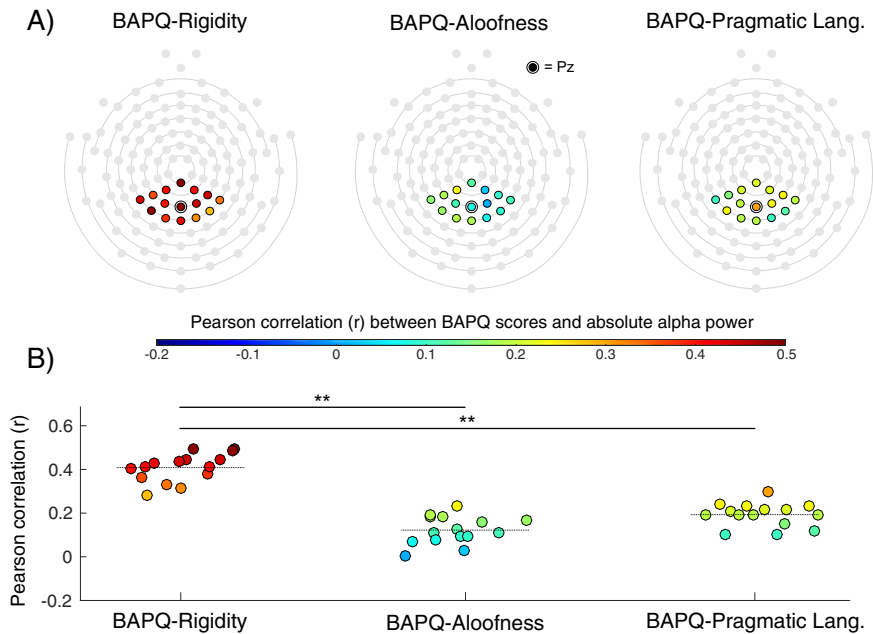 A)
BAPQ-Rigidity
BAPQ-Aloofness
BAPQ-Pragmatic Lang.
= Pz
Pearson correlation (r) between BAPQ scores and absolute alpha power
-0.2 -0.1 0 0.1 0.2 0.3 0.4 0.5
B)
**
**
Pearson correlation (r)
0.6
0.4
0.2
0
-0.2
BAPQ-Rigidity
BAPQ-Aloofness
BAPQ-Pragmatic Lang.